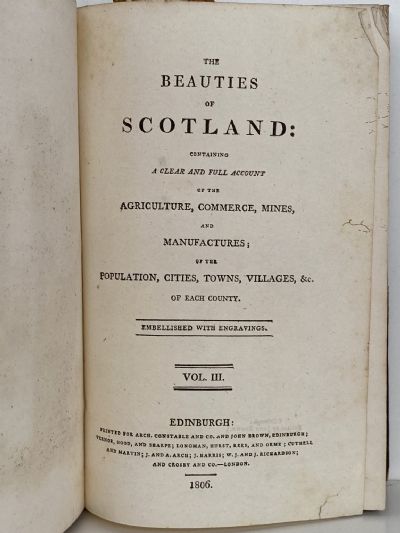 THE
BEAUTIES
OF
SCOTLAND:
CONTAINING
A CLEAR AND FULL ACCOUNT
OF THE
AGRICULTURE, COMMERCE, MINES,
AND
MANUFACTURES;
OF THE
POPULATION, CITIES, TOWNS, VILLAGES, &c.
OF EACH COUNTY.
EMBELLISHED WITH ENGRAVINGS.
VOL. III.
EDINBURGH:
PRINTED FOR ARCH. CONSTABLE AND CO. AND JOHN BROWN, EDINBURGH;
VERNOR, HOOD, AND SHARPE; LONGMAN, HURST, REES, AND ORME; CUTHELL
AND MARTIN; J. AND A. ARCH; J. HARRIS; W. J. AND J. RICHARDSON;
AND CROSBY AND CO.—LONDON.
1806.